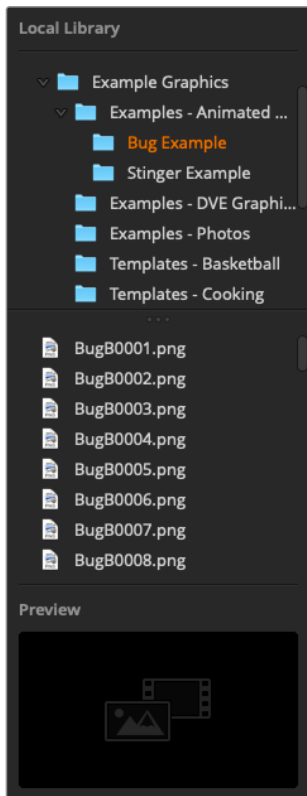 Local Library
Example Graphics
Examples - Animated ...
Bug Example
Stinger Example
Examples - DVE Graphi...
Examples - Photos
Templates - Basketball
Templates - Cooking
BugB0001.png
BugB0002.png
BugB0003.png
BugB0004.png
BugB0005.png
BugB0006.png
BugB0007.png
BugB0008.png
Preview